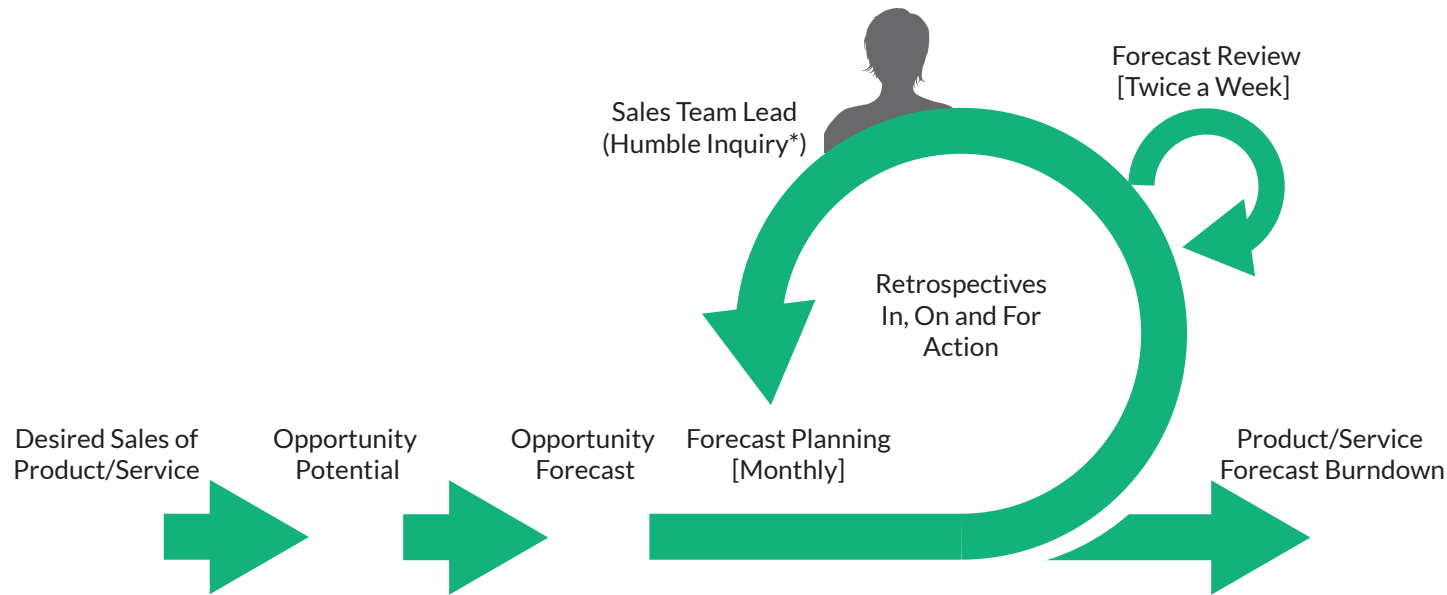 Forecast Review
[Twice a Week]
Sales Team Lead
(Humble Inquiry*)
Retrospectives
In, On and For
Action
Desired Sales of
Product/Service
Opportunity
Potential
Opportunity
Forecast
Forecast Planning
[Monthly]
Product/Service
Forecast Burndown